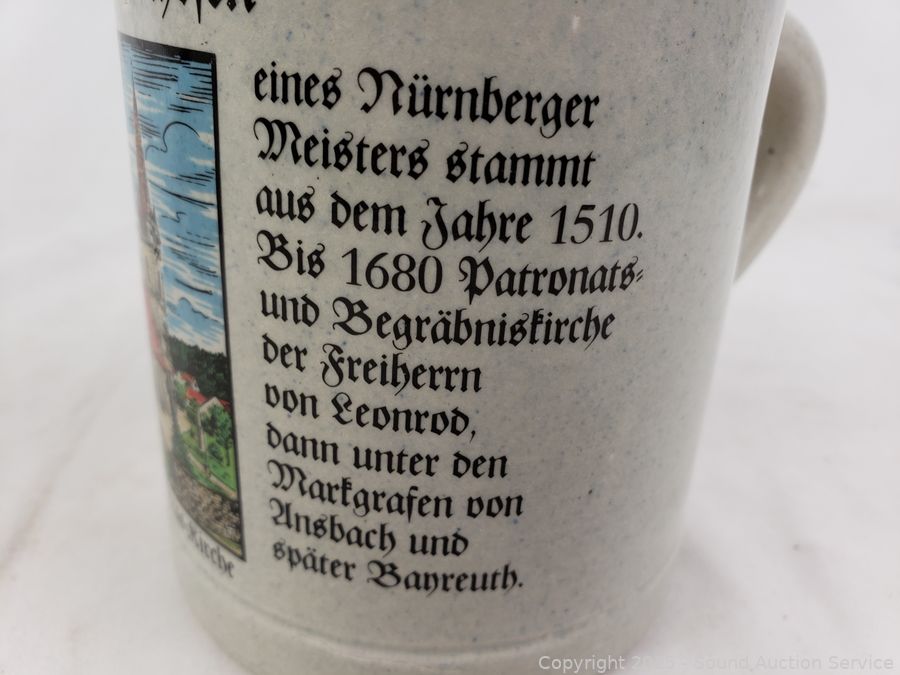 eines Nürnberger
Meisters stammt
aus dem Jahre 1510.
Bis 1680 Patronats-
und Begräbniskirche
der Freiherrn
von Leonrod,
dann unter den
Markgrafen von
Ansbach und
später Bayreuth.
Kirche
Sound Auction Service